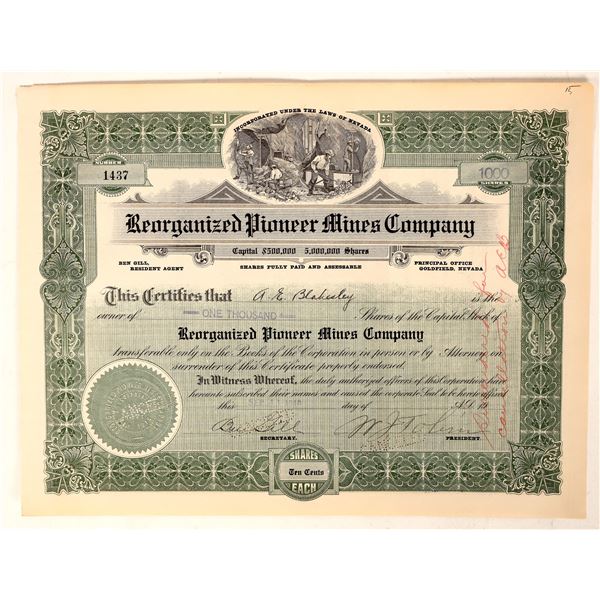 15
INCORPORATED UNDER THE LAWS OF NEVADA
NUMBER
1437
1000
SHARES
Reorganized Pioneer Mines Company
Capital $500,000 5,000,000 Shares
BEN GILL,
RESIDENT AGENT
SHARES FULLY PAID AND ASSESSABLE
PRINCIPAL OFFICE
GOLDFIELD, NEVADA
This Certifies that A. E. Blakesley is the
owner of ONE THOUSAND Shares of the Capital Stock of
Reorganized Pioneer Mines Company
transferable only on the Books of the Corporation in person or by Attorney on
surrender of this Certificate properly endorsed.
In Witness Whereof, the duly authorized officers of this Corporation have
hereunto subscribed their names and caused the corporate Seal to be hereto affixed
this day of A.D. 19
Ben Gill
SECRETARY.
PRESIDENT.
SHARES
Ten Cents
EACH